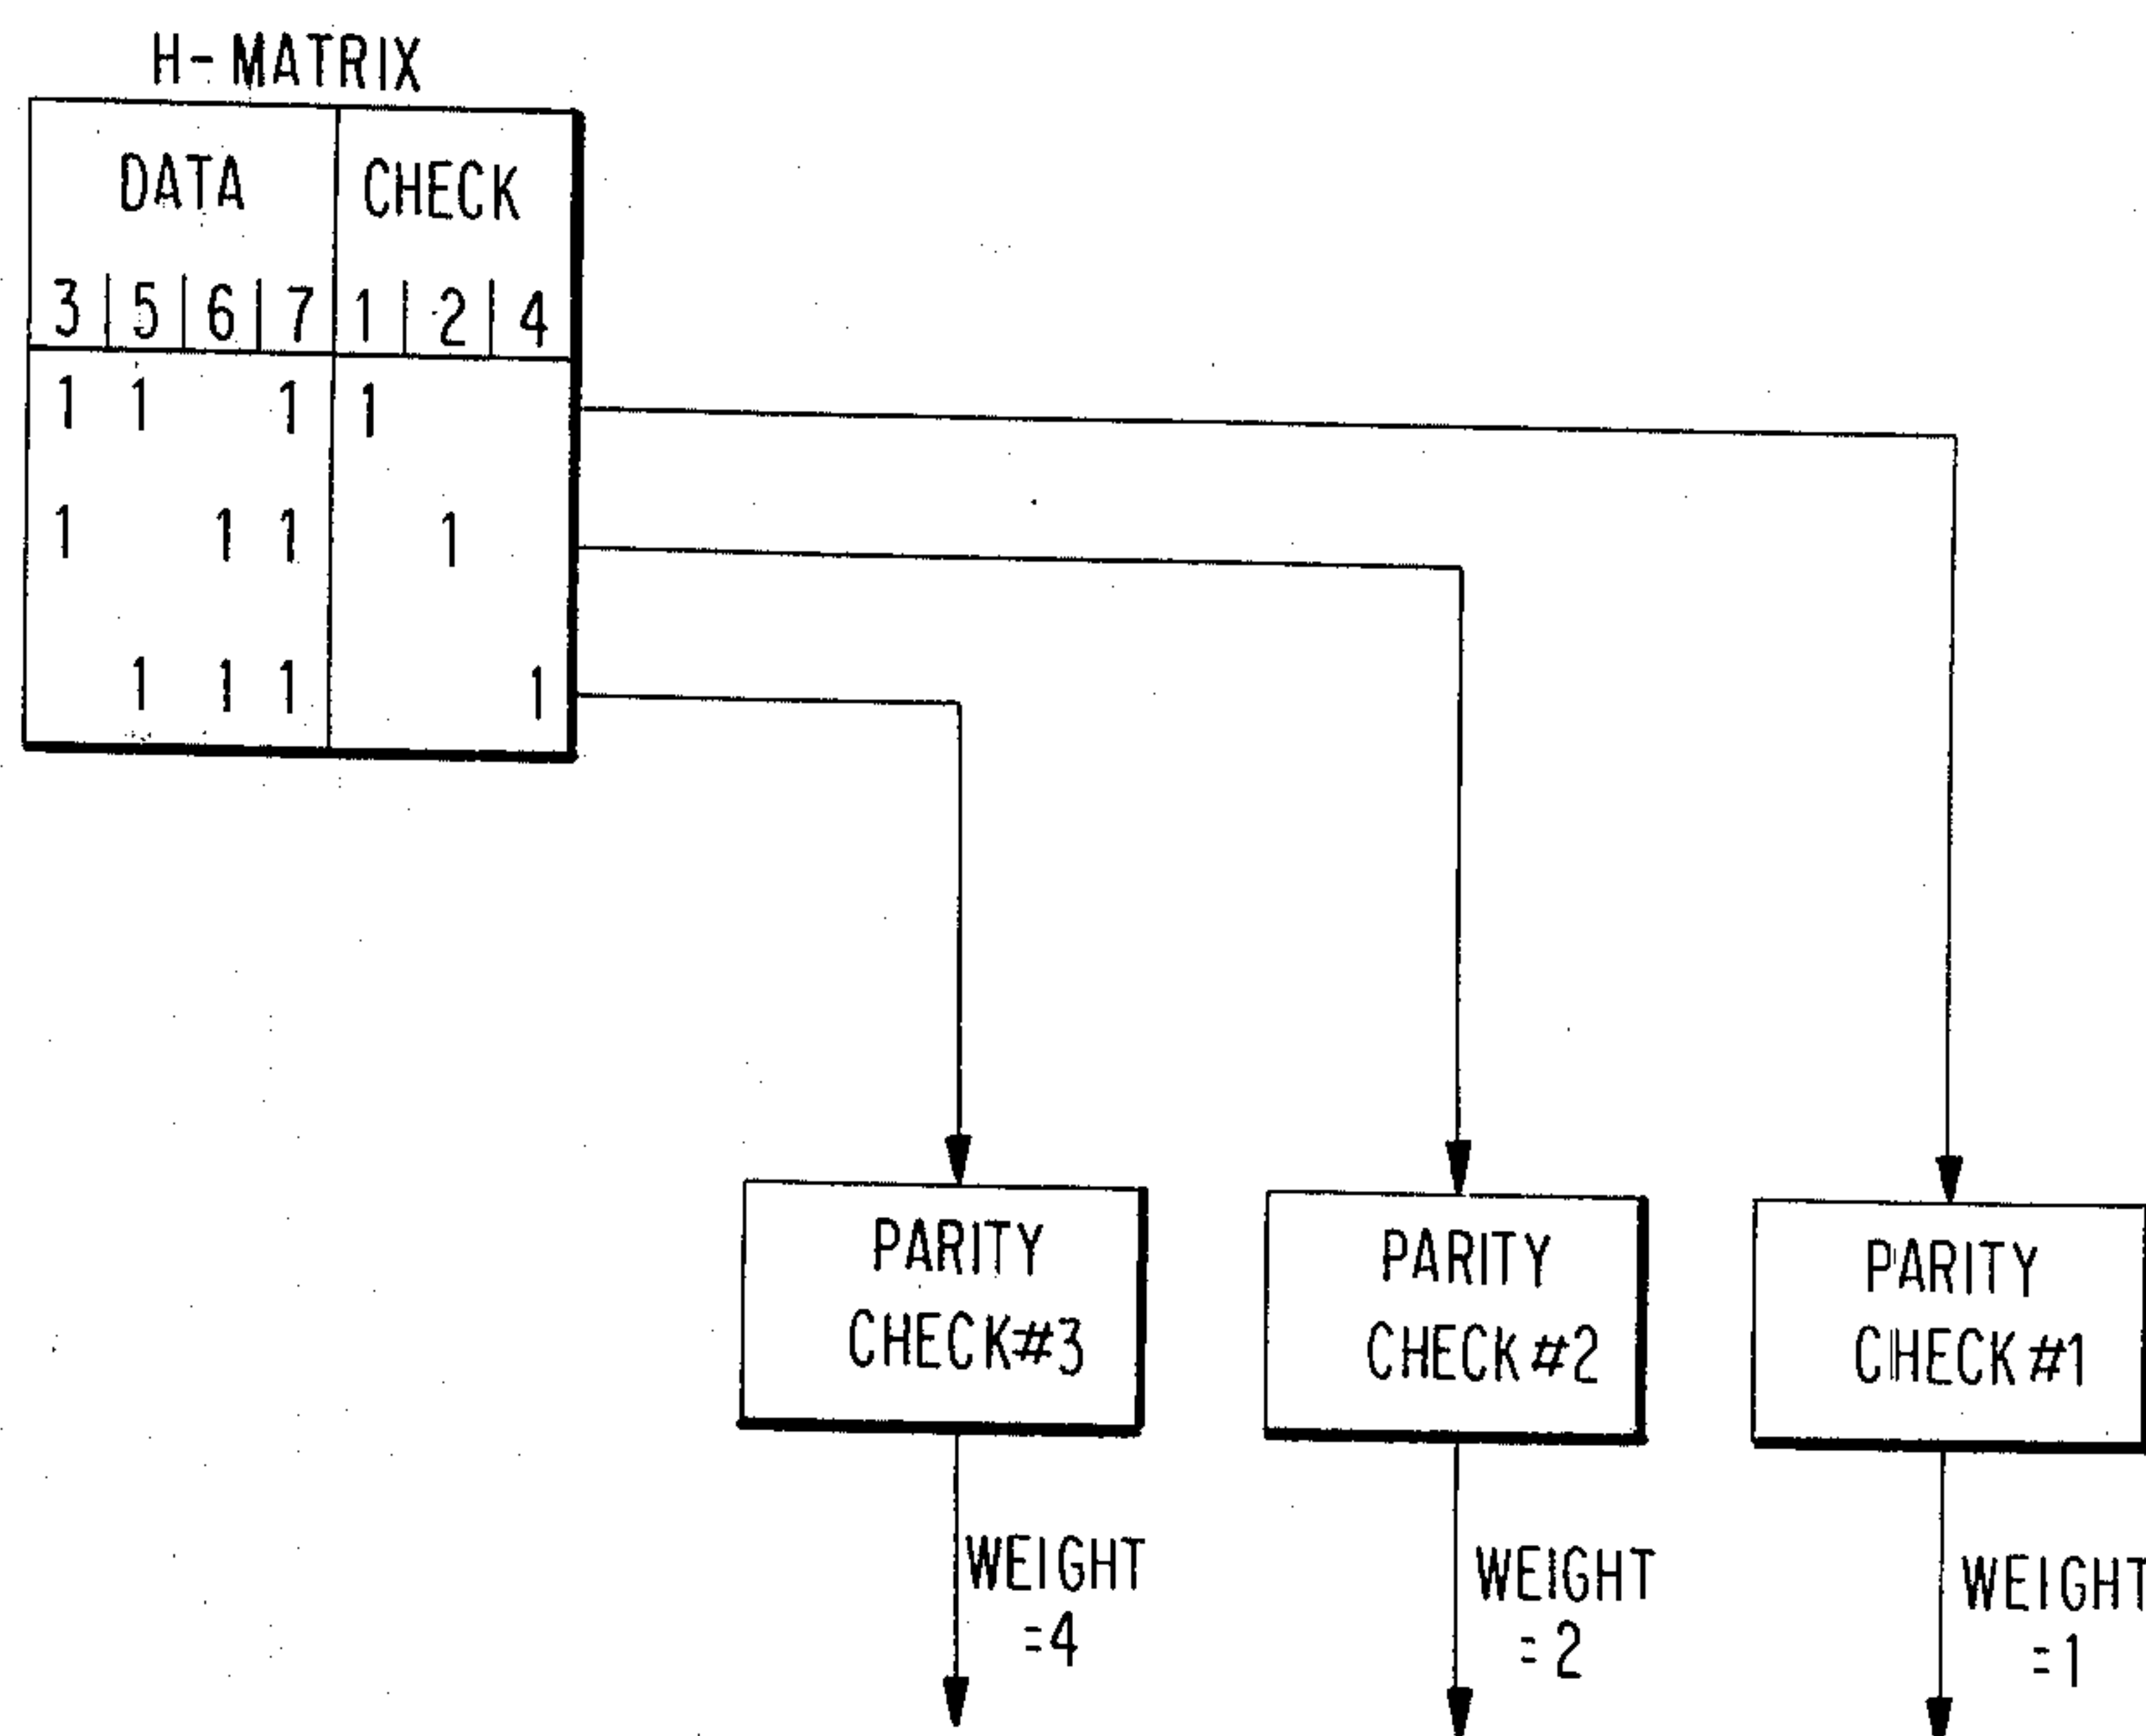 H-MATRIX
DATA CHECK
3 5 6 7 1 2 4
1 1 1 1
1 1 1 1
1 1 1 1
PARITY
CHECK#3
PARITY
CHECK#2
PARITY
CHECK#1
WEIGHT
=4
WEIGHT
=2
WEIGHT
=1